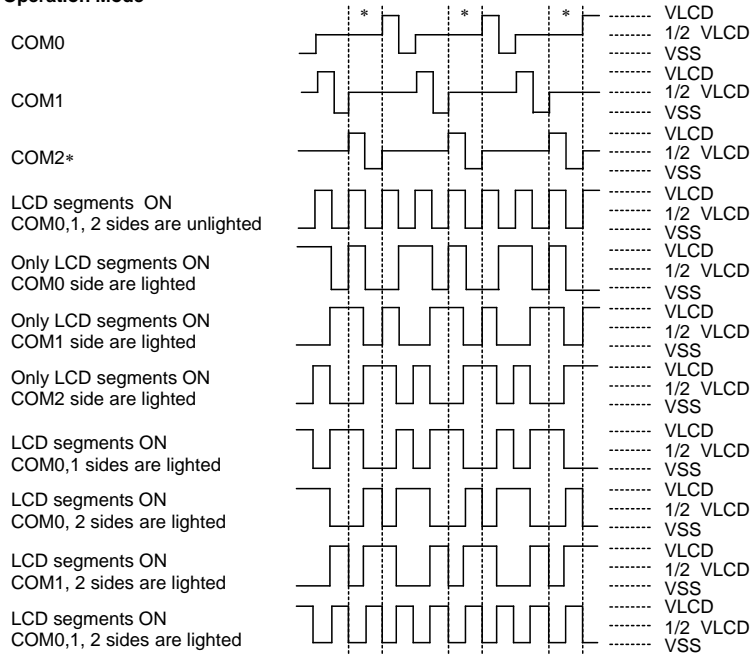 Operation Mode
* * *
COM0
VLCD
1/2 VLCD
VSS
COM1
VLCD
1/2 VLCD
VSS
COM2*
VLCD
1/2 VLCD
VSS
LCD segments ON
COM0,1, 2 sides are unlighted
VLCD
1/2 VLCD
VSS
Only LCD segments ON
COM0 side are lighted
VLCD
1/2 VLCD
VSS
Only LCD segments ON
COM1 side are lighted
VLCD
1/2 VLCD
VSS
Only LCD segments ON
COM2 side are lighted
VLCD
1/2 VLCD
VSS
LCD segments ON
COM0,1 sides are lighted
VLCD
1/2 VLCD
VSS
LCD segments ON
COM0, 2 sides are lighted
VLCD
1/2 VLCD
VSS
LCD segments ON
COM1, 2 sides are lighted
VLCD
1/2 VLCD
VSS
LCD segments ON
COM0,1, 2 sides are lighted
VLCD
1/2 VLCD
VSS